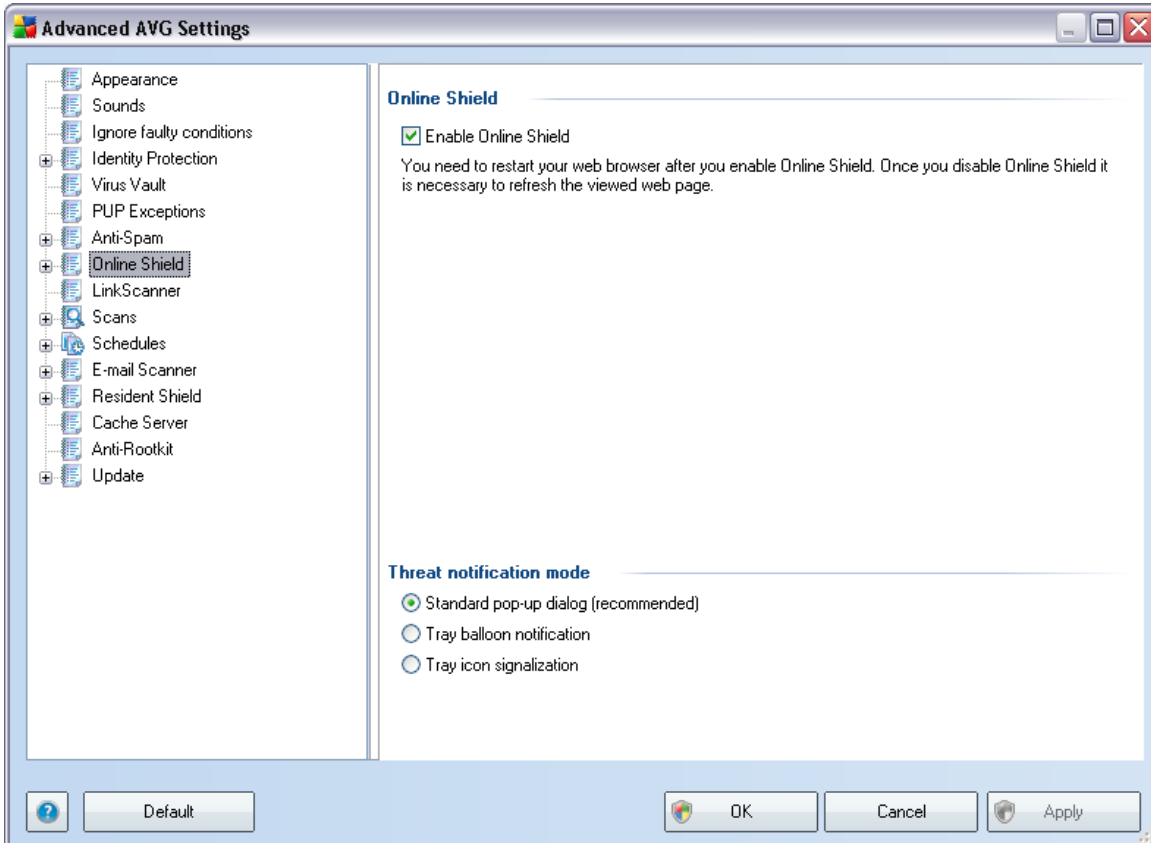 Advanced AVG Settings
Appearance
Sounds
Ignore faulty conditions
Identity Protection
Virus Vault
PUP Exceptions
Anti-Spam
Online Shield
LinkScanner
Scans
Schedules
E-mail Scanner
Resident Shield
Cache Server
Anti-Rootkit
Update
Online Shield
Enable Online Shield
You need to restart your web browser after you enable Online Shield. Once you disable Online Shield it
is necessary to refresh the viewed web page.
Threat notification mode
Standard pop-up dialog (recommended)
Tray balloon notification
Tray icon signalization
Default
OK
Cancel
Apply